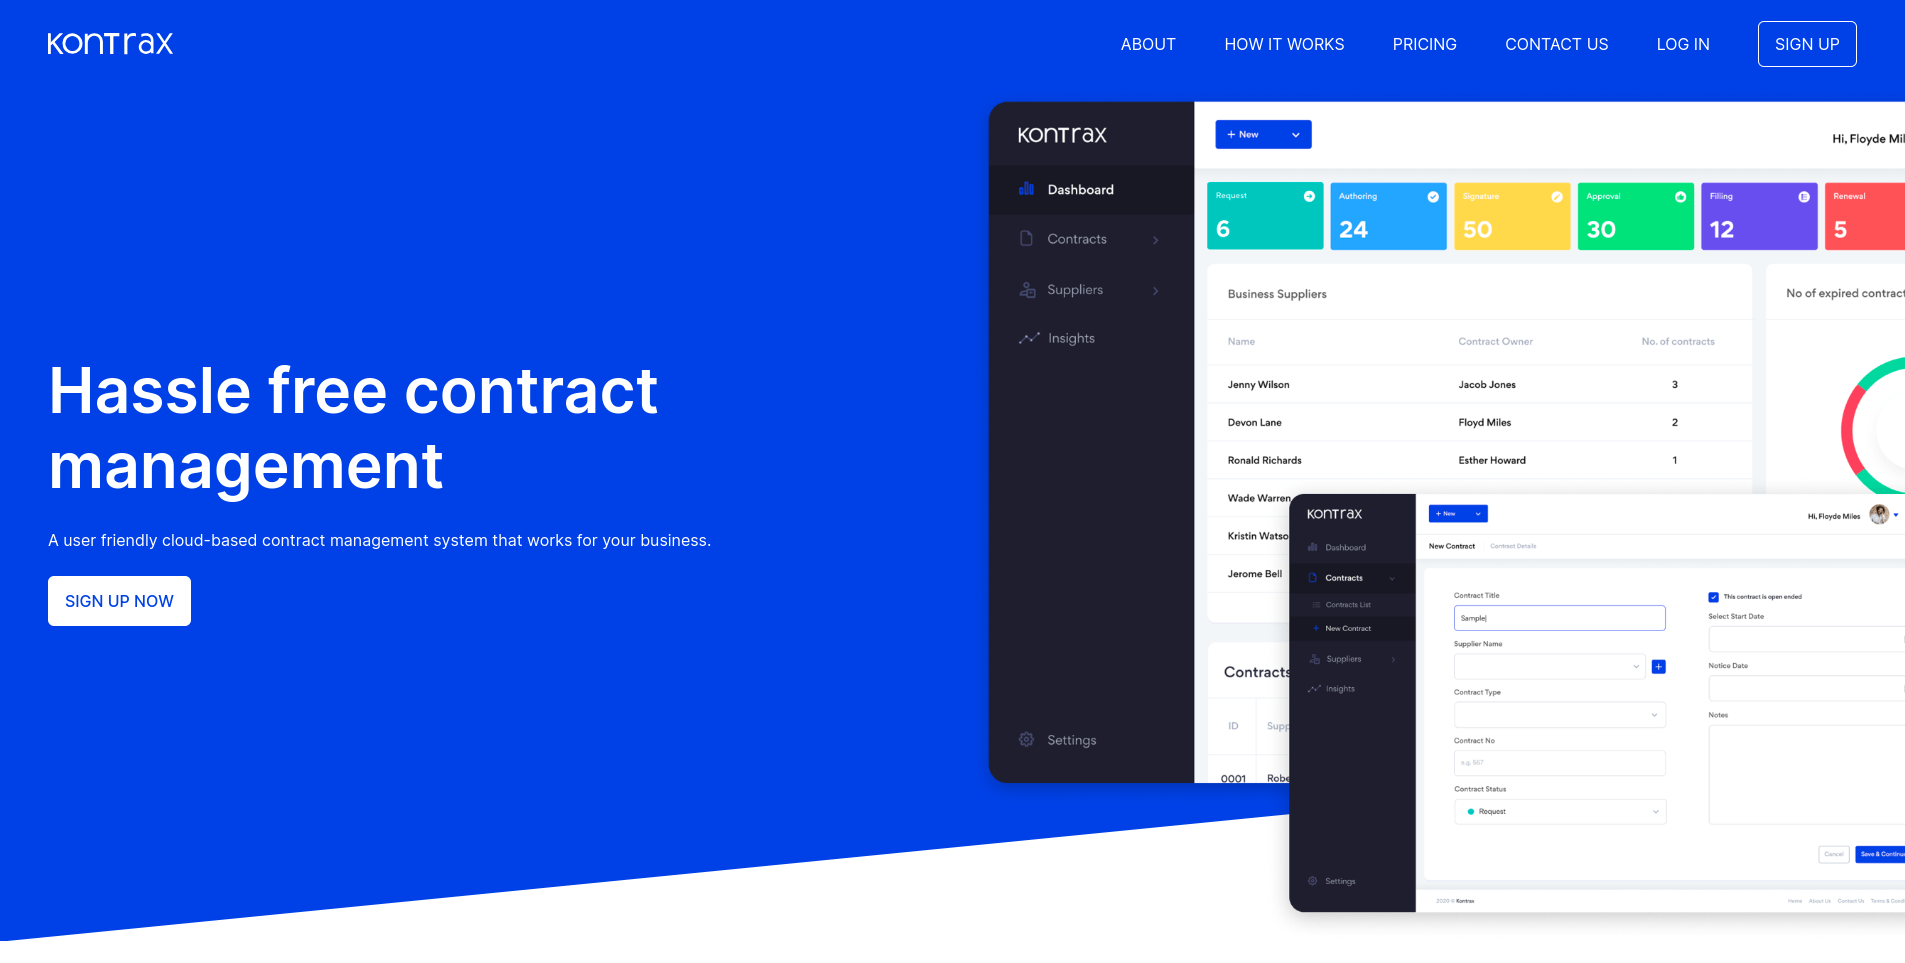 Kontrax
ABOUT
HOW IT WORKS
PRICING
CONTACT US
LOG IN
SIGN UP
Hassle free contract
management
A user friendly cloud-based contract management system that works for your business.
SIGN UP NOW
Kontrax
Dashboard
Contracts
Suppliers
Insights
Settings
+ New
Hi, Floyde
Request
6
Authoring
24
Signature
50
Approval
30
Filling
12
Renewal
5
Business Suppliers
Name Contract Owner No. of contracts
Jenny Wilson Jacob Jones 3
Devon Lane Floyd Miles 2
Ronald Richards Esther Howard 1
Wade Warren
Kristin
Jerome Bell
No of expired
Contracts
ID
0001
Kontrax
Dashboard
Contracts
Contracts List
New Contract
Suppliers
Insights
Settings
+ New
Hi, Floyde Miles
New Contract Contract Details
Contract Title
Sample
Supplier Name
Contract Type
Contract No
e.g. 567
Contract Status
Request
This contract is open ended
Select Start Date
Notice Date
Notes
Cancel
Save &
2020 © Kontrax
Home About Us Contact Us Terms &